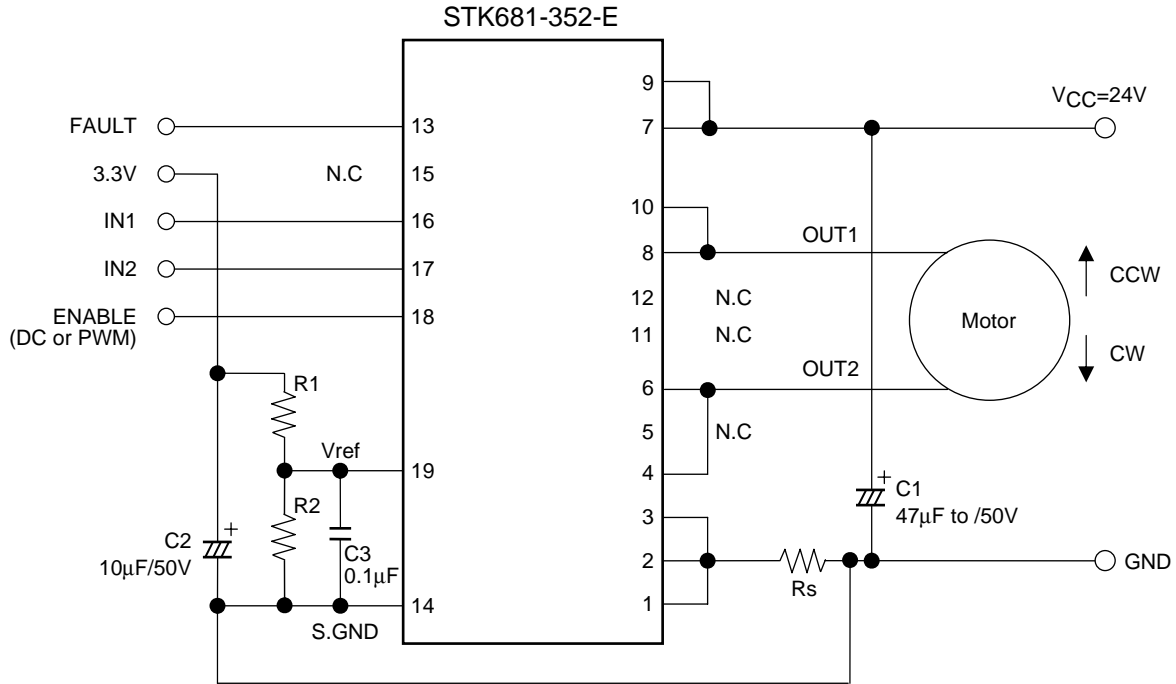 STK681-352-E
9
VCC=24V
FAULT
13
7
3.3V
N.C
15
10
IN1
16
OUT1
8
CCW
IN2
17
12
N.C
ENABLE
(DC or PWM)
18
Motor
11
N.C
CW
OUT2
6
R1
5
N.C
Vref
19
4
R2
+
C1
47μF to /50V
3
+
C2
10μF/50V
C3
0.1μF
2
GND
Rs
14
1
S.GND